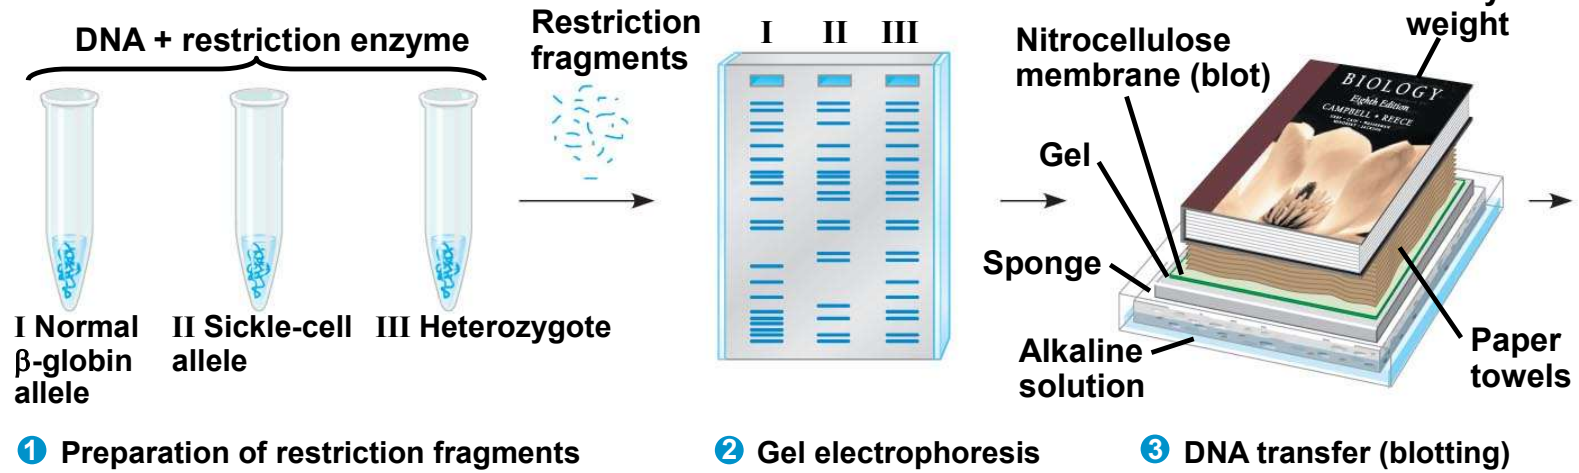 DNA + restriction enzyme
I Normal
β-globin
allele
II Sickle-cell
allele
III Heterozygote
1 Preparation of restriction fragments
Restriction
fragments
I II III
2 Gel electrophoresis
weight
Nitrocellulose
membrane (blot)
Gel
Sponge
Alkaline
solution
Paper
towels
BIOLOGY
Eighth Edition
CAMPBELL • REECE
3 DNA transfer (blotting)